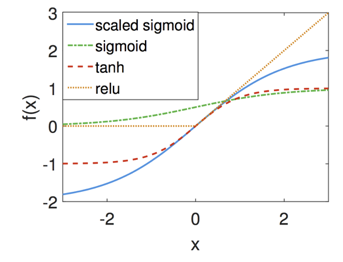 3
scaled sigmoid
sigmoid
tanh
relu
2
1
0
-1
-2
f(x)
-2 0 2
x